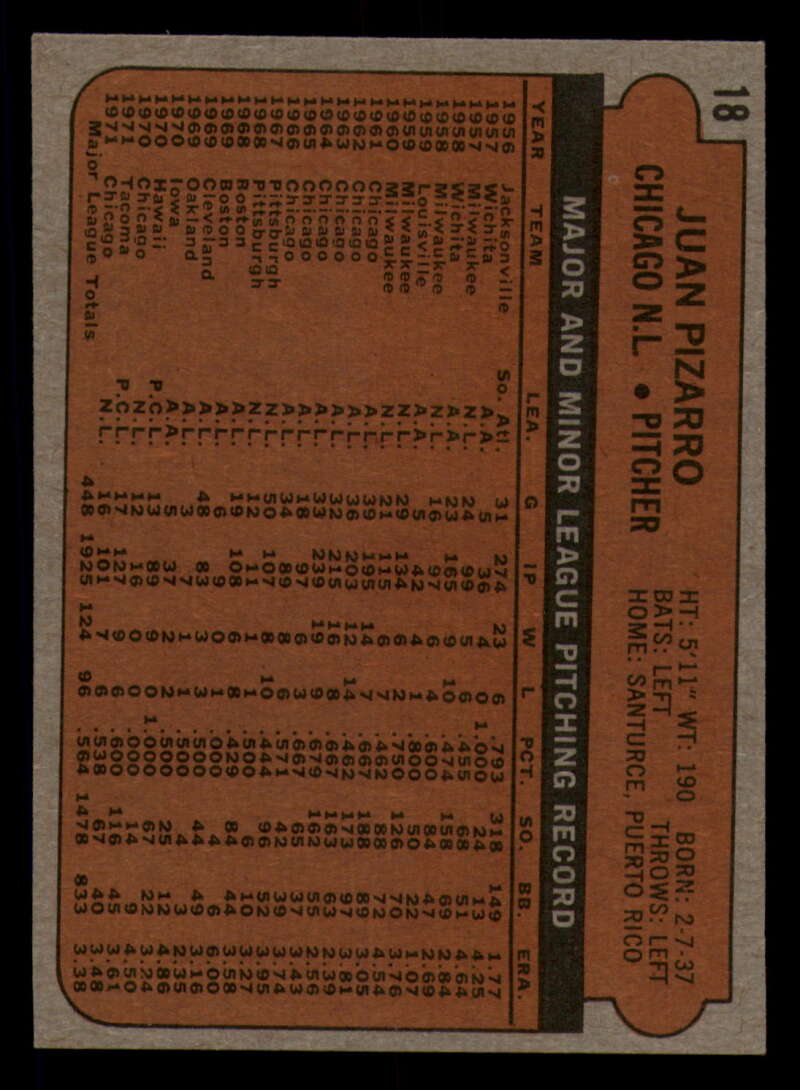 18
JUAN PIZARRO
CHICAGO N.L. • PITCHER
HT: 5'11" WT: 190 BORN: 2-7-37
BATS: LEFT THROWS: LEFT
HOME: SANTURCE, PUERTO RICO
MAJOR AND MINOR LEAGUE PITCHING RECORD
YEAR TEAM LEA. G IP W L PCT. SO. BB. ERA.
1956 Jacksonville So. Atl. 31 274 23 6 .793 318 149 1.77
1957 Wichita A.A. 5 36 4 0 1.000 24 13 4.25
1957 Milwaukee N.L. 24 99 5 6 .455 68 51 4.64
1958 Wichita A.A. 23 165 9 10 .474 158 69 2.84
1958 Milwaukee N.L. 16 97 6 4 .600 84 47 2.69
1959 Louisville A.A. 5 42 4 1 .800 50 20 1.07
1959 Milwaukee N.L. 29 134 6 2 .750 126 70 3.76
1960 Milwaukee N.L. 21 115 6 7 .462 88 72 4.54
1961 Chicago A.L. 39 195 14 7 .667 188 89 3.05
1962 Chicago A.L. 36 203 12 14 .462 173 97 3.81
1963 Chicago A.L. 32 215 16 8 .667 163 63 2.39
1964 Chicago A.L. 33 239 19 9 .679 162 55 2.56
1965 Chicago A.L. 18 97 6 3 .667 65 37 3.43
1966 Chicago A.L. 34 89 8 6 .571 42 39 3.74
1967 Pittsburgh N.L. 50 107 8 10 .444 96 52 3.95
1968 Pittsburgh N.L. 12 11 1 1 .500 6 10 3.27
1968 Boston A.L. 19 108 6 8 .429 84 44 3.58
1969 Boston A.L. 6 9 0 1 .000 4 6 6.00
1969 Cleveland A.L. 48 83 3 3 .500 44 49 3.16
1969 Oakland A.L. 3 7 1 1 .500 4 3 2.35
1970 Iowa A.A. 5 37 2 2 .500 25 12 4.86
1970 Hawaii P.C.L. 13 89 9 0 1.000 67 22 3.24
1970 Chicago N.L. 12 16 0 0 .000 14 9 4.50
1971 Tacoma P.C.L. 17 127 9 6 .600 116 45 3.61
1971 Chicago N.L. 16 101 7 6 .538 67 40 3.48
Major League Totals 448 1925 124 96 .564 1478 833 3.38